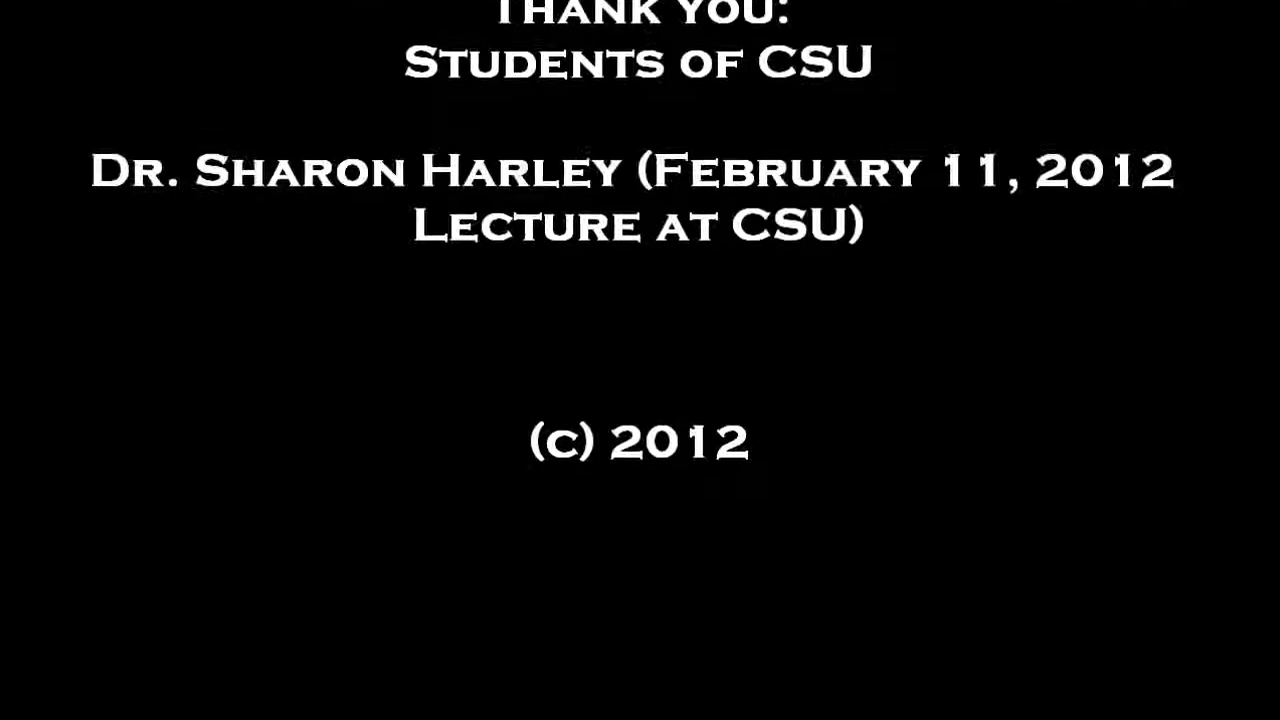 Thank you:
Students of CSU
Dr. Sharon Harley (February 11, 2012
Lecture at CSU)
(c) 2012